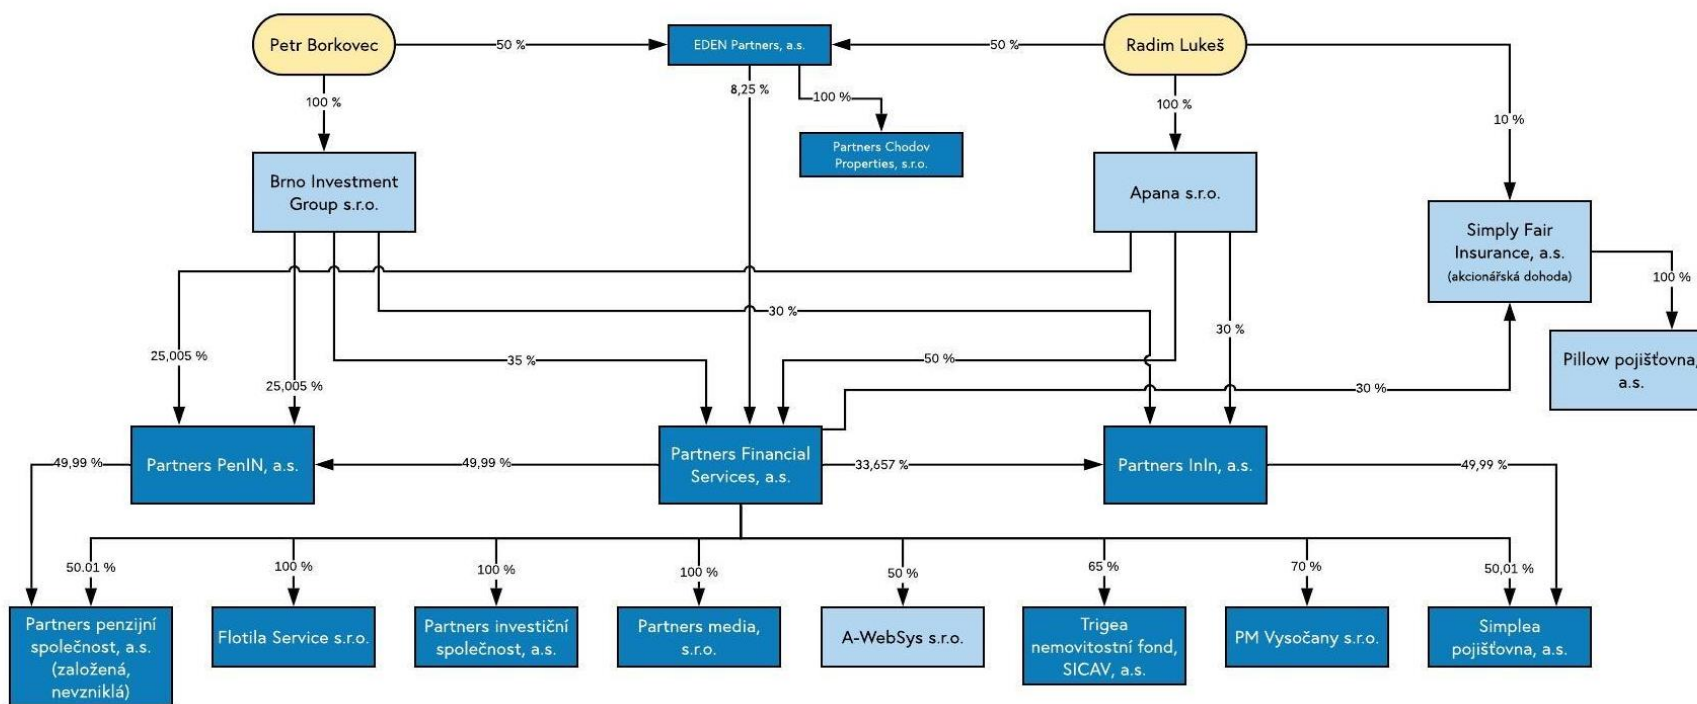 Petr Borkovec
50 %
EDEN Partners, a.s.
50 %
Radim Lukeš
100 %
8,25 %
100 %
100 %
10 %
Partners Chodov
Properties, s.r.o.
Brno Investment
Group s.r.o.
Apana s.r.o.
Simply Fair
Insurance, a.s.
(akcionářská dohoda)
100 %
30 %
30 %
25,005 %
35 %
50 %
Pillow pojišťovna,
a.s.
25,005 %
30 %
Partners PenIN, a.s.
Partners Financial
Services, a.s.
Partners InIn, a.s.
49,99 %
49,99 %
33,657 %
49,99 %
50.01 %
100 %
100 %
100 %
50 %
65 %
70 %
50,01 %
Partners penzijní
společnost, a.s.
(založená,
nevzniklá)
Flotila Service s.r.o.
Partners investiční
společnost, a.s.
Partners media,
s.r.o.
A-WebSys s.r.o.
Trigea
nemovitostní fond,
SICAV, a.s.
PM Vysočany s.r.o.
Simplea
pojišťovna, a.s.